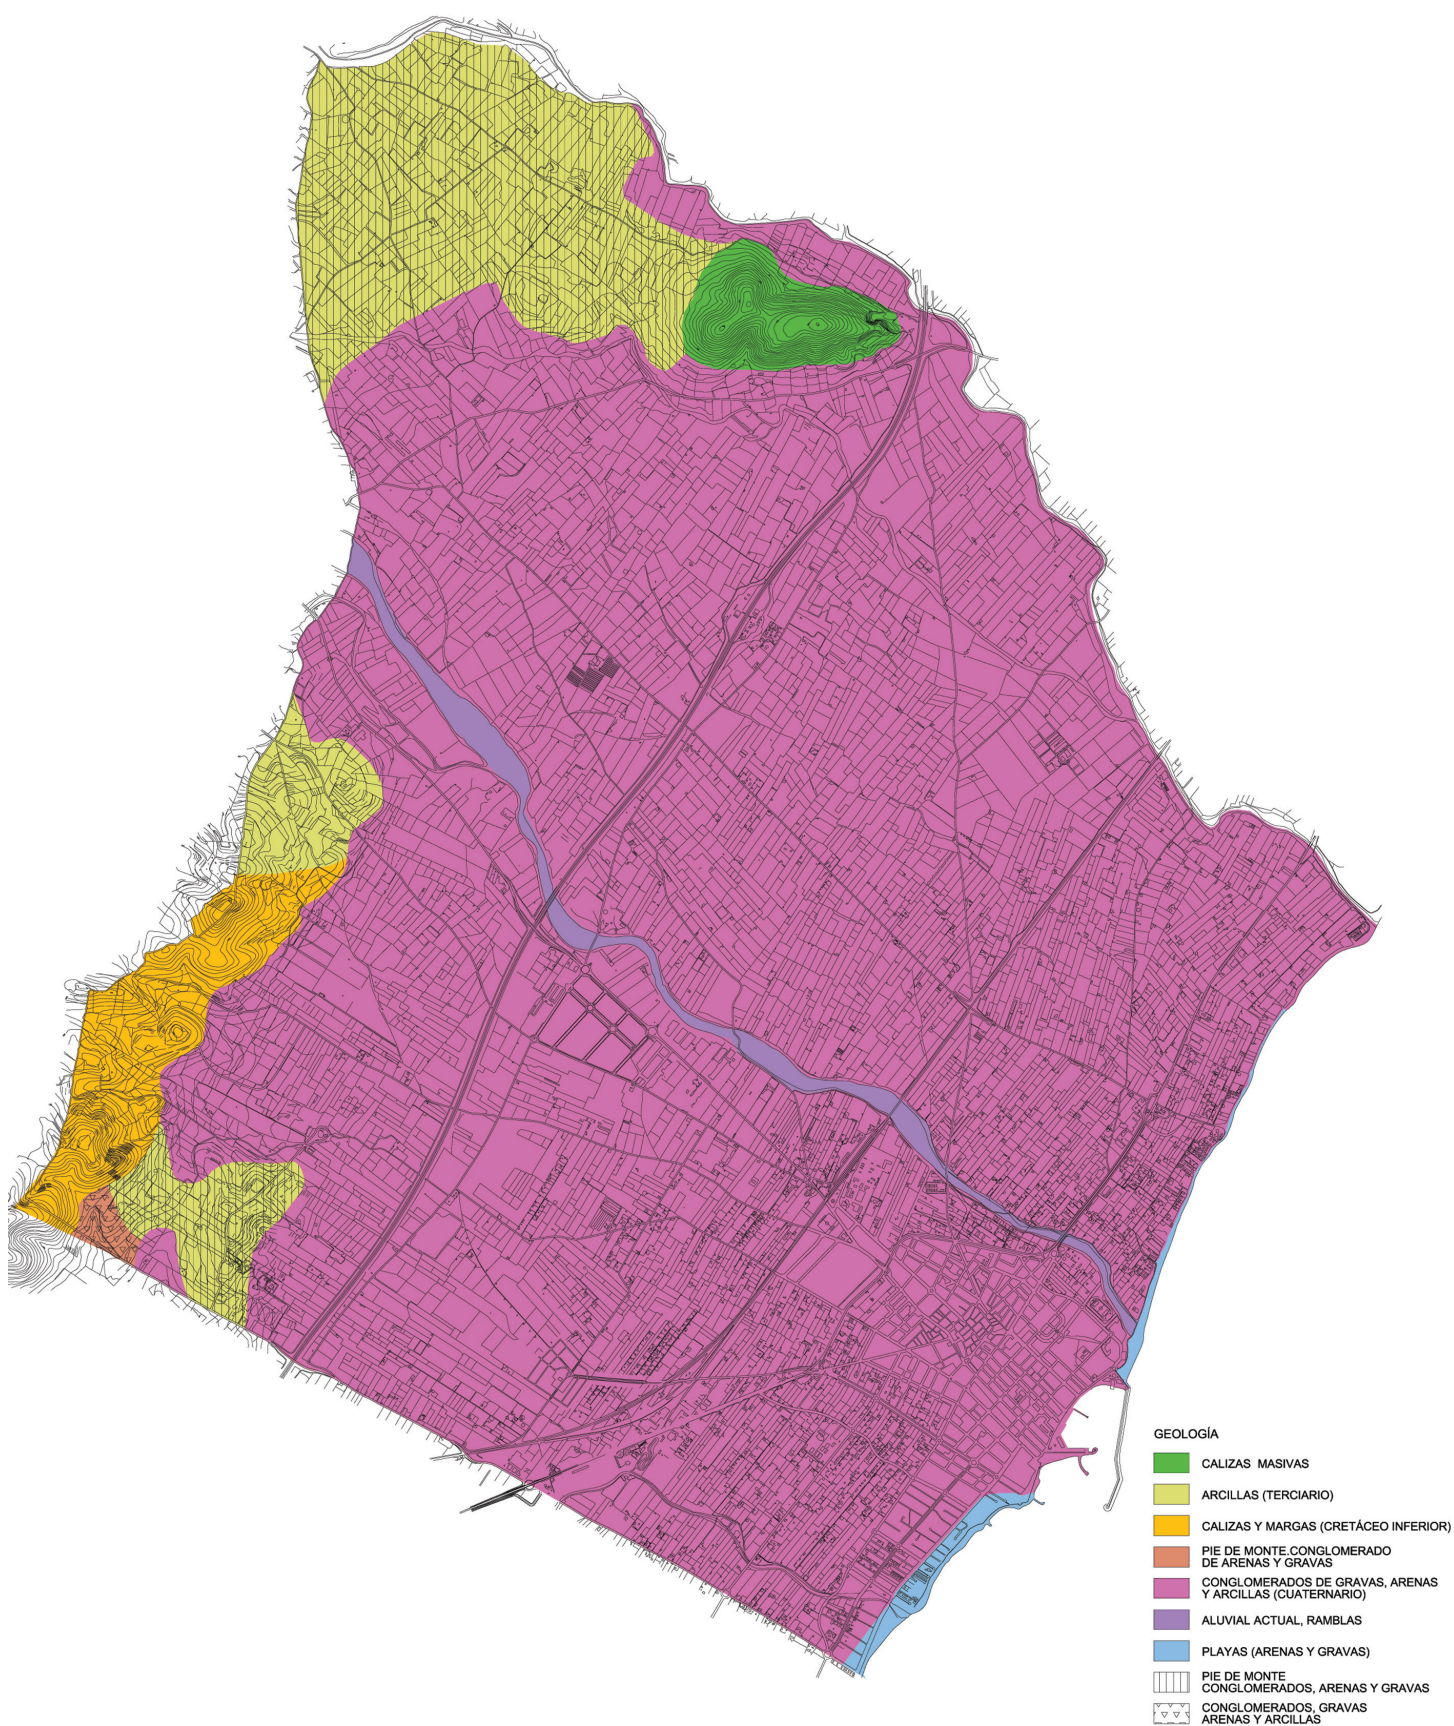 GEOLOGÍA
CALIZAS MASIVAS
ARCILLAS (TERCIARIO)
CALIZAS Y MARGAS (CRETÁCEO INFERIOR)
PIE DE MONTE.CONGLOMERADO
DE ARENAS Y GRAVAS
CONGLOMERADOS DE GRAVAS, ARENAS
Y ARCILLAS (CUATERNARIO)
ALUVIAL ACTUAL, RAMBLAS
PLAYAS (ARENAS Y GRAVAS)
PIE DE MONTE
CONGLOMERADOS, ARENAS Y GRAVAS
CONGLOMERADOS, GRAVAS
ARENAS Y ARCILLAS